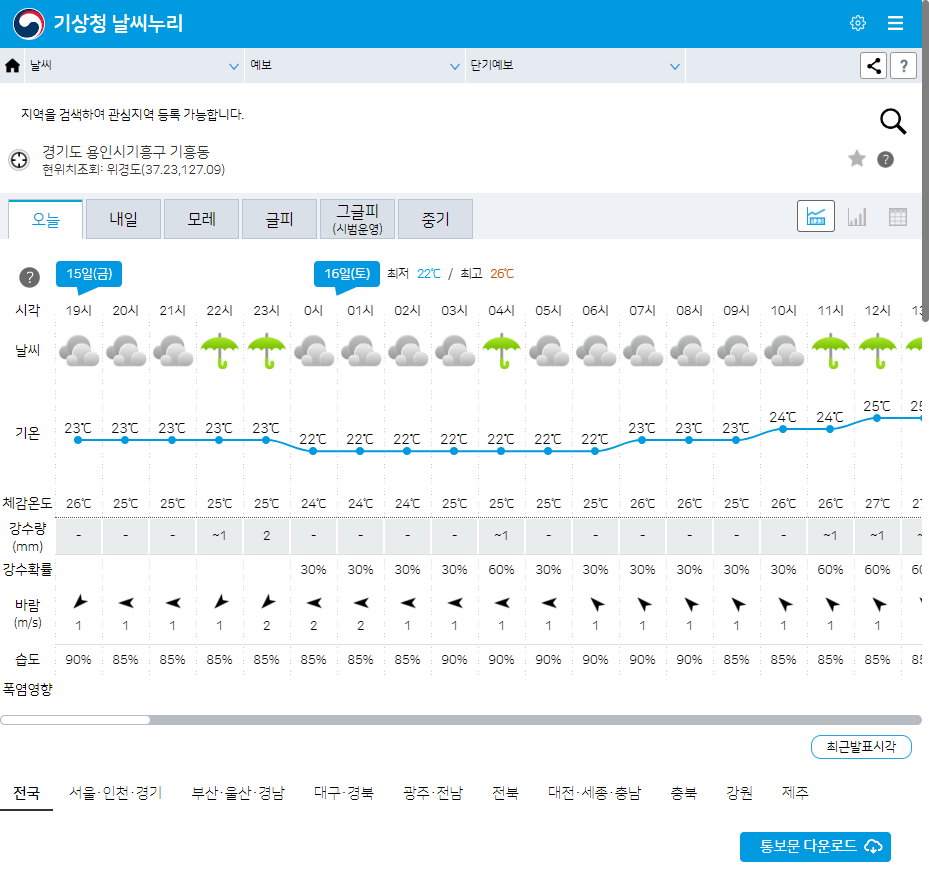 기상청 날씨누리
날씨 예보 단기예보 ?
지역을 검색하여 관심지역 등록 가능합니다.
경기도 용인시기흥구 기흥동
현위치조회: 위경도(37.23,127.09) ?
오늘 내일 모레 글피 그글피 (시범운영) 중기
? 15일(금) 16일(토) 최저 22℃ / 최고 26℃
시각 19시 20시 21시 22시 23시 0시 01시 02시 03시 04시 05시 06시 07시 08시 09시 10시 11시 12시
날씨
기온 23℃ 23℃ 23℃ 23℃ 23℃ 22℃ 22℃ 22℃ 22℃ 22℃ 22℃ 22℃ 23℃ 23℃ 23℃ 24℃ 24℃ 25℃
체감온도 26℃ 25℃ 25℃ 25℃ 25℃ 24℃ 24℃ 24℃ 25℃ 25℃ 25℃ 25℃ 26℃ 26℃ 25℃ 26℃ 26℃ 27℃
강수량 (mm) - - - ~1 2 - - - - ~1 - - - - - - ~1 ~1
강수확률 30% 30% 30% 30% 60% 30% 30% 30% 30% 30% 30% 60% 60%
바람 (m/s) 1 1 1 1 2 2 2 1 1 1 1 1 1 1 1 1 1 1
습도 90% 85% 85% 85% 85% 85% 85% 85% 90% 90% 90% 90% 90% 90% 85% 85% 85% 85%
폭염영향
최근발표시각
전국 서울·인천·경기 부산·울산·경남 대구·경북 광주·전남 전북 대전·세종·충남 충북 강원 제주
통보문 다운로드